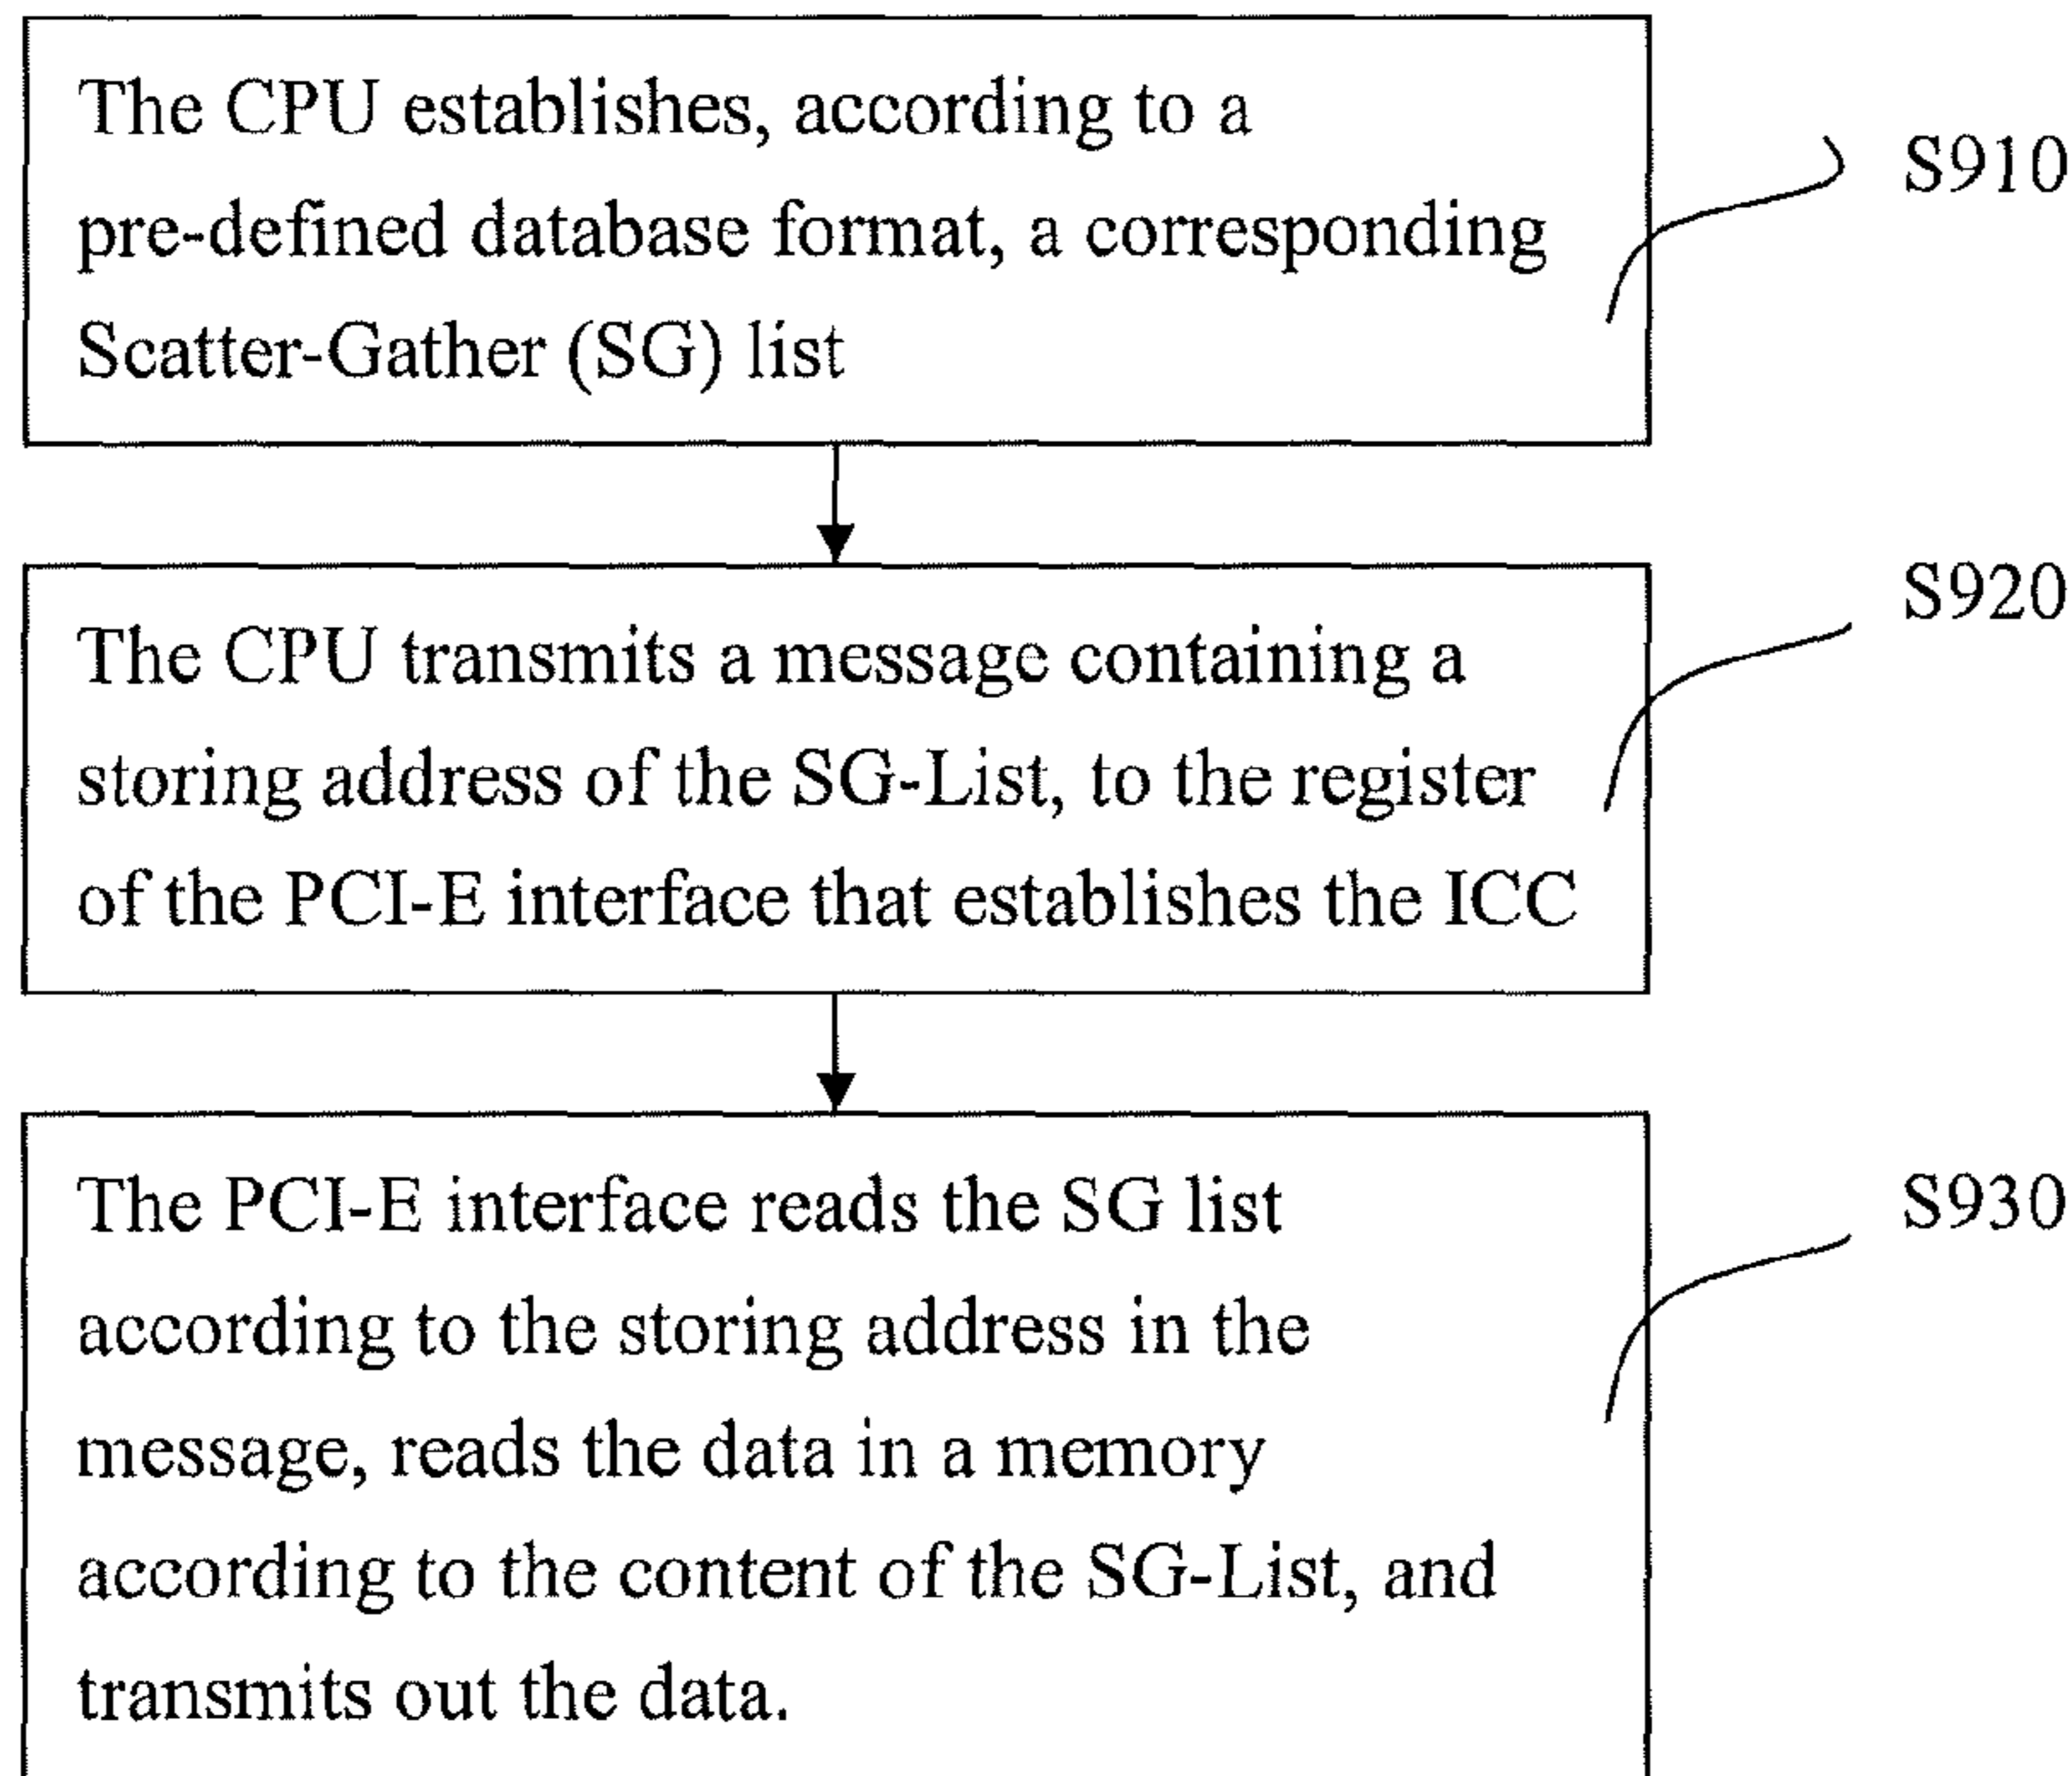 The CPU establishes, according to a
pre-defined database format, a corresponding
Scatter-Gather (SG) list
S910
The CPU transmits a message containing a
storing address of the SG-List, to the register
of the PCI-E interface that establishes the ICC
S920
The PCI-E interface reads the SG list
according to the storing address in the
message, reads the data in a memory
according to the content of the SG-List, and
transmits out the data.
S930